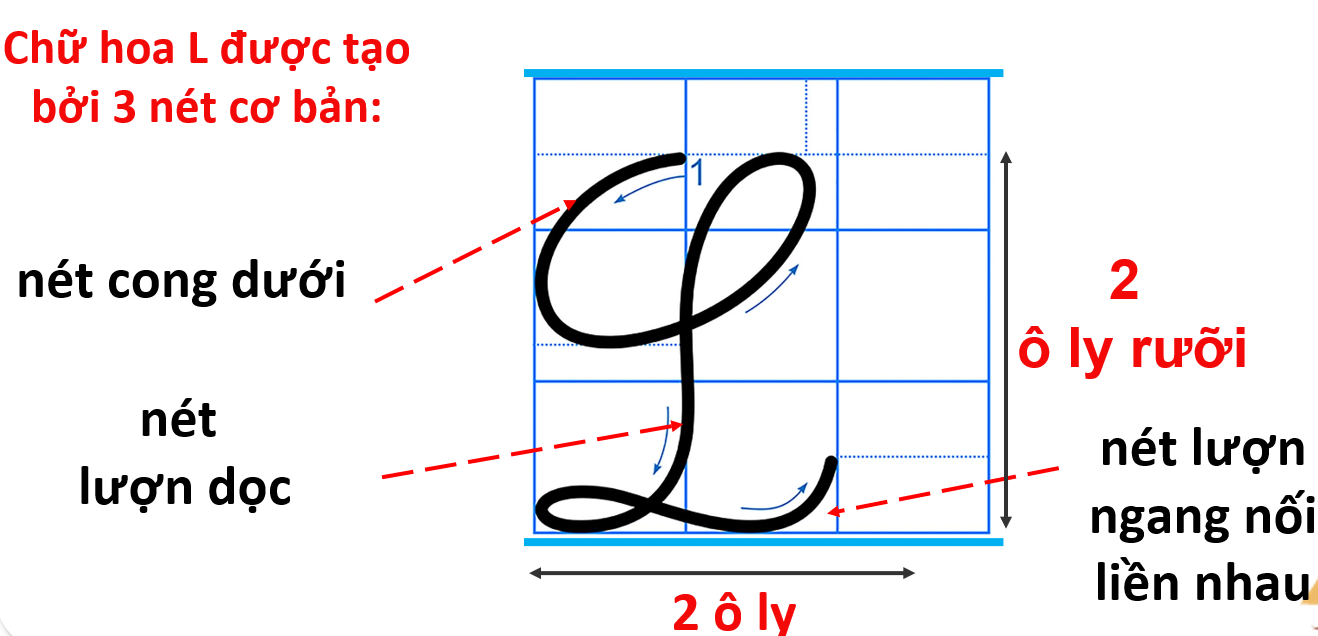 Chữ hoa L được tạo
bởi 3 nét cơ bản:
1
nét cong dưới
2
ô ly rưỡi
nét
lượn dọc
nét lượn
ngang nối
liền nhau
2 ô ly